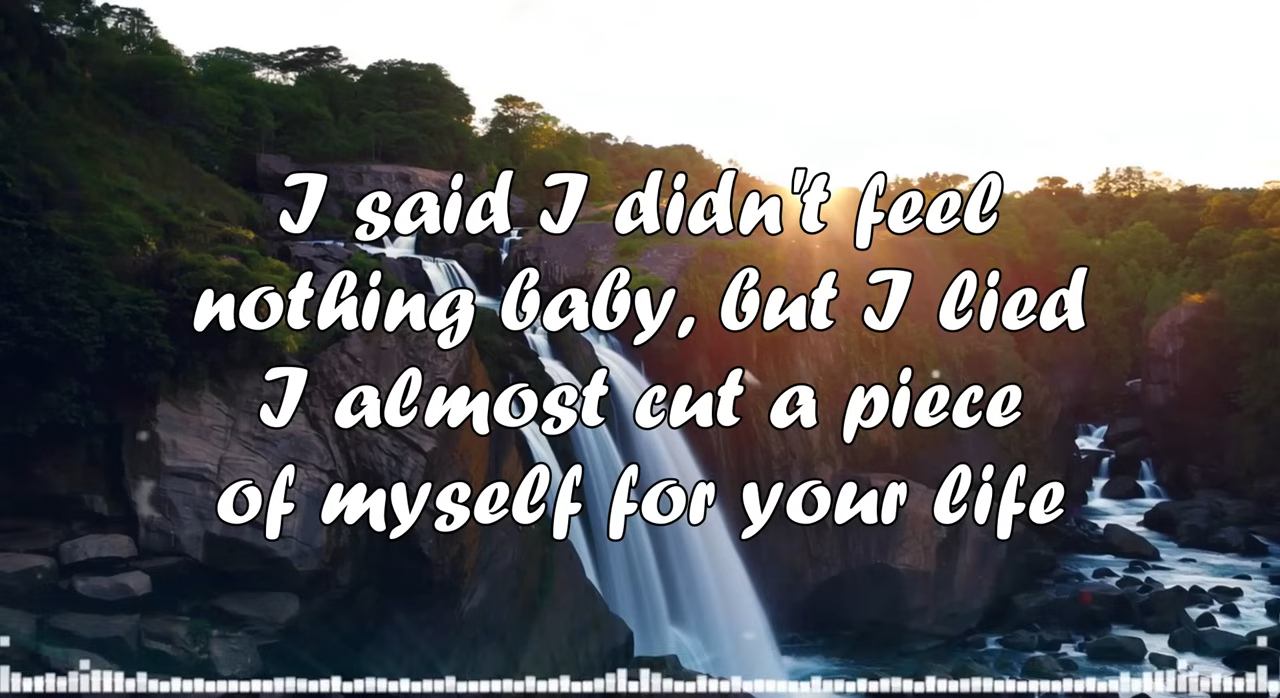 I said I didn't feel
nothing baby, but I lied
I almost cut a piece
of myself for your life